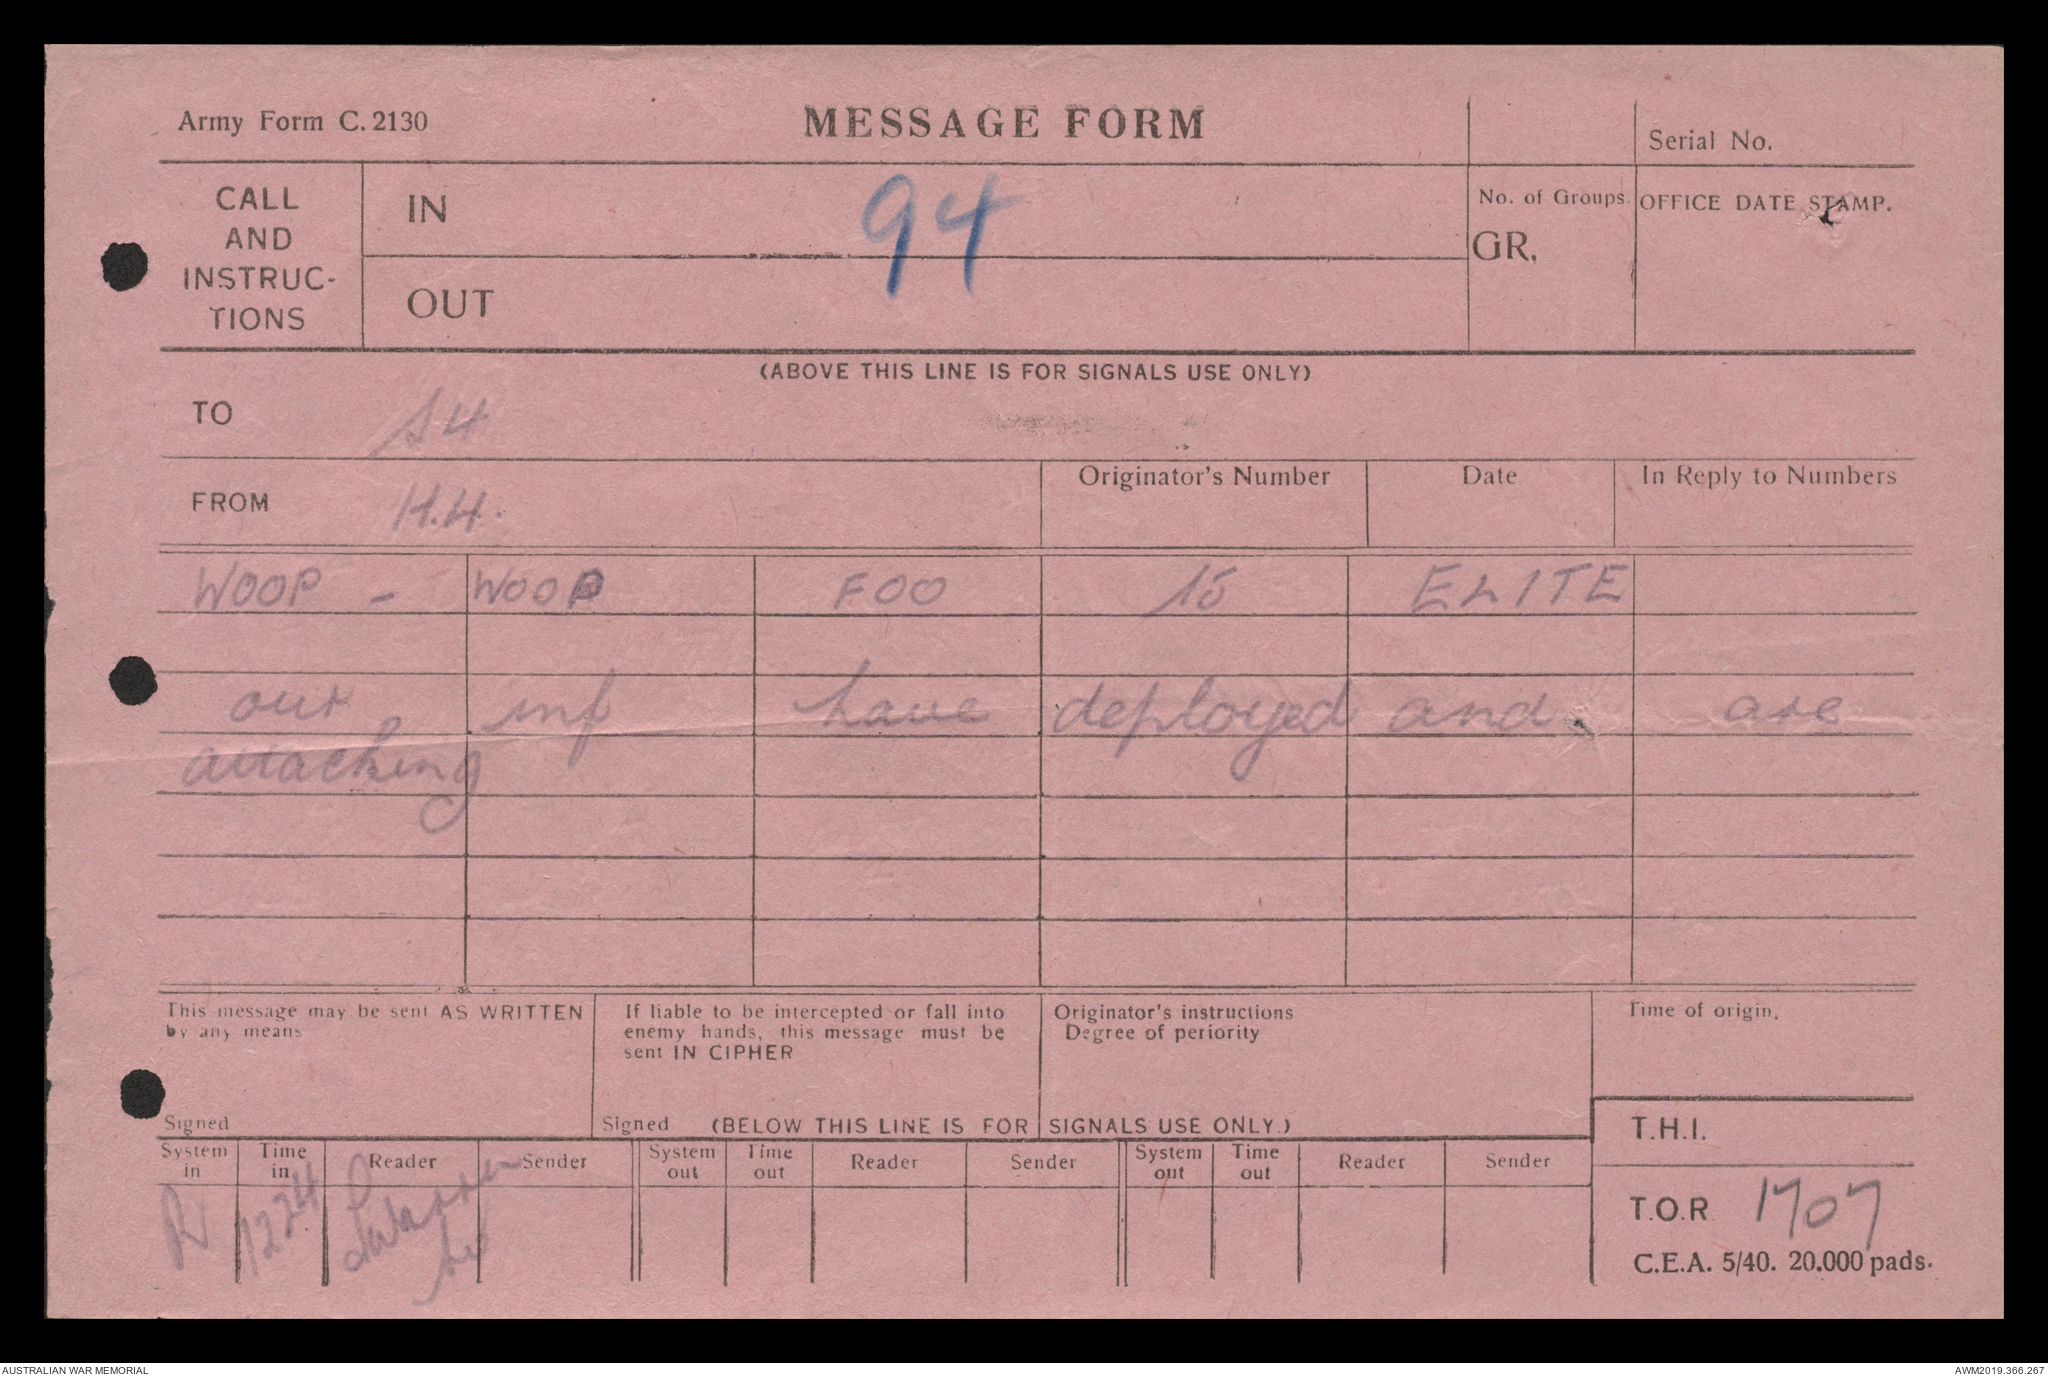 Army Form C. 2130
MESSAGE FORM
Serial No.
CALL
AND
INSTRUC-
TIONS
IN
94
No. of Groups.
GR.
OFFICE DATE STAMP.
OUT
(ABOVE THIS LINE IS FOR SIGNALS USE ONLY)
TO S4
FROM H.4.
Originator's Number Date In Reply to Numbers
WOOP - WOOP FOO 15 ELITE
our inf have deployed and are
attacking
This message may be sent AS WRITTEN
by any means
Signed
If liable to be intercepted or fall into
enemy hands, this message must be
sent IN CIPHER
Signed
Originator's instructions
Degree of periority
Time of origin.
(BELOW THIS LINE IS FOR SIGNALS USE ONLY.)
T.H.I.
System in Time in Reader Sender System out Time out Reader Sender System out Time out Reader Sender
R 1224
T.O.R. 1707
C.E.A. 5/40. 20.000 pads.
AUSTRALIAN WAR MEMORIAL
AWM2019.366.267